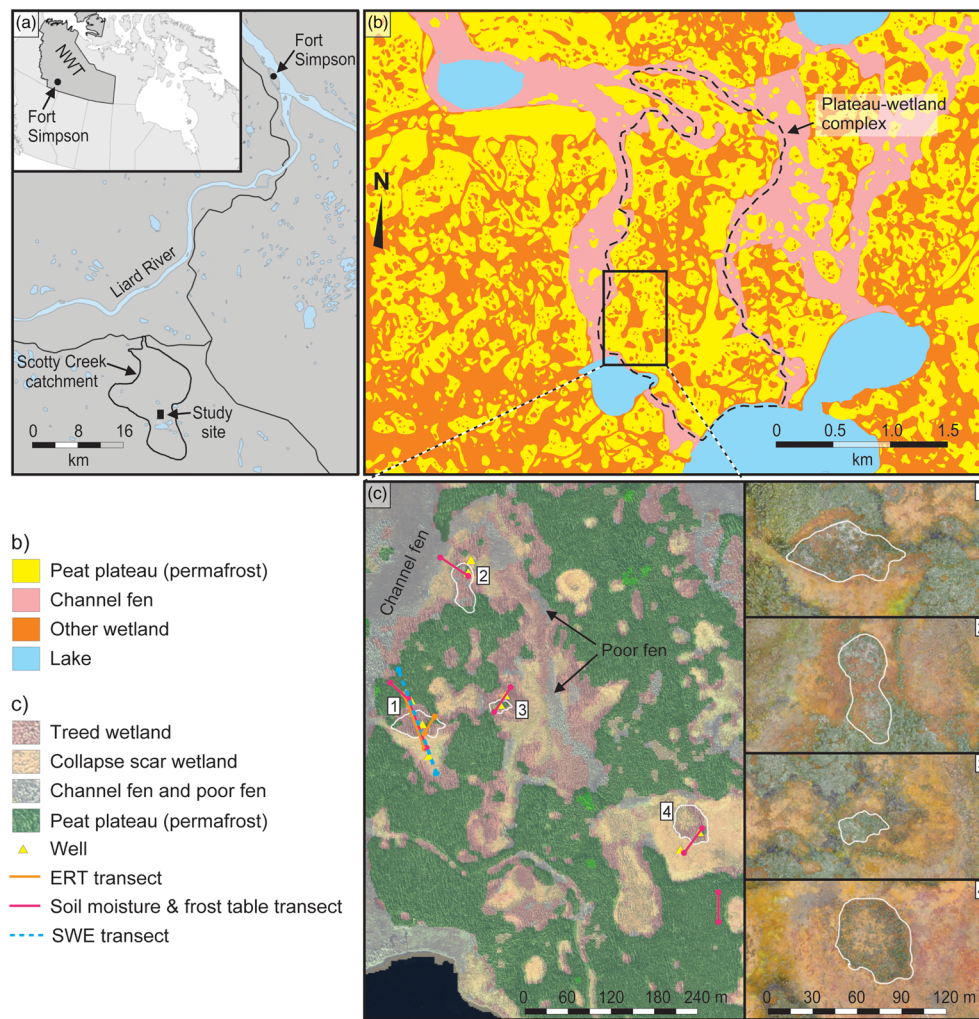 (a)
NWT
Fort
Simpson
Fort
Simpson
Liard River
Scotty Creek
catchment
Study
site
0 8 16
km
(b)
Plateau-wetland
complex
N
0 0.5 1.0 1.5
km
b)
Peat plateau (permafrost)
Channel fen
Other wetland
Lake
c)
Treed wetland
Collapse scar wetland
Channel fen and poor fen
Peat plateau (permafrost)
Well
ERT transect
Soil moisture & frost table transect
SWE transect
(c)
Channel fen
2
Poor fen
1
3
4
0 60 120 180 240 m
0 30 60 90 120 m